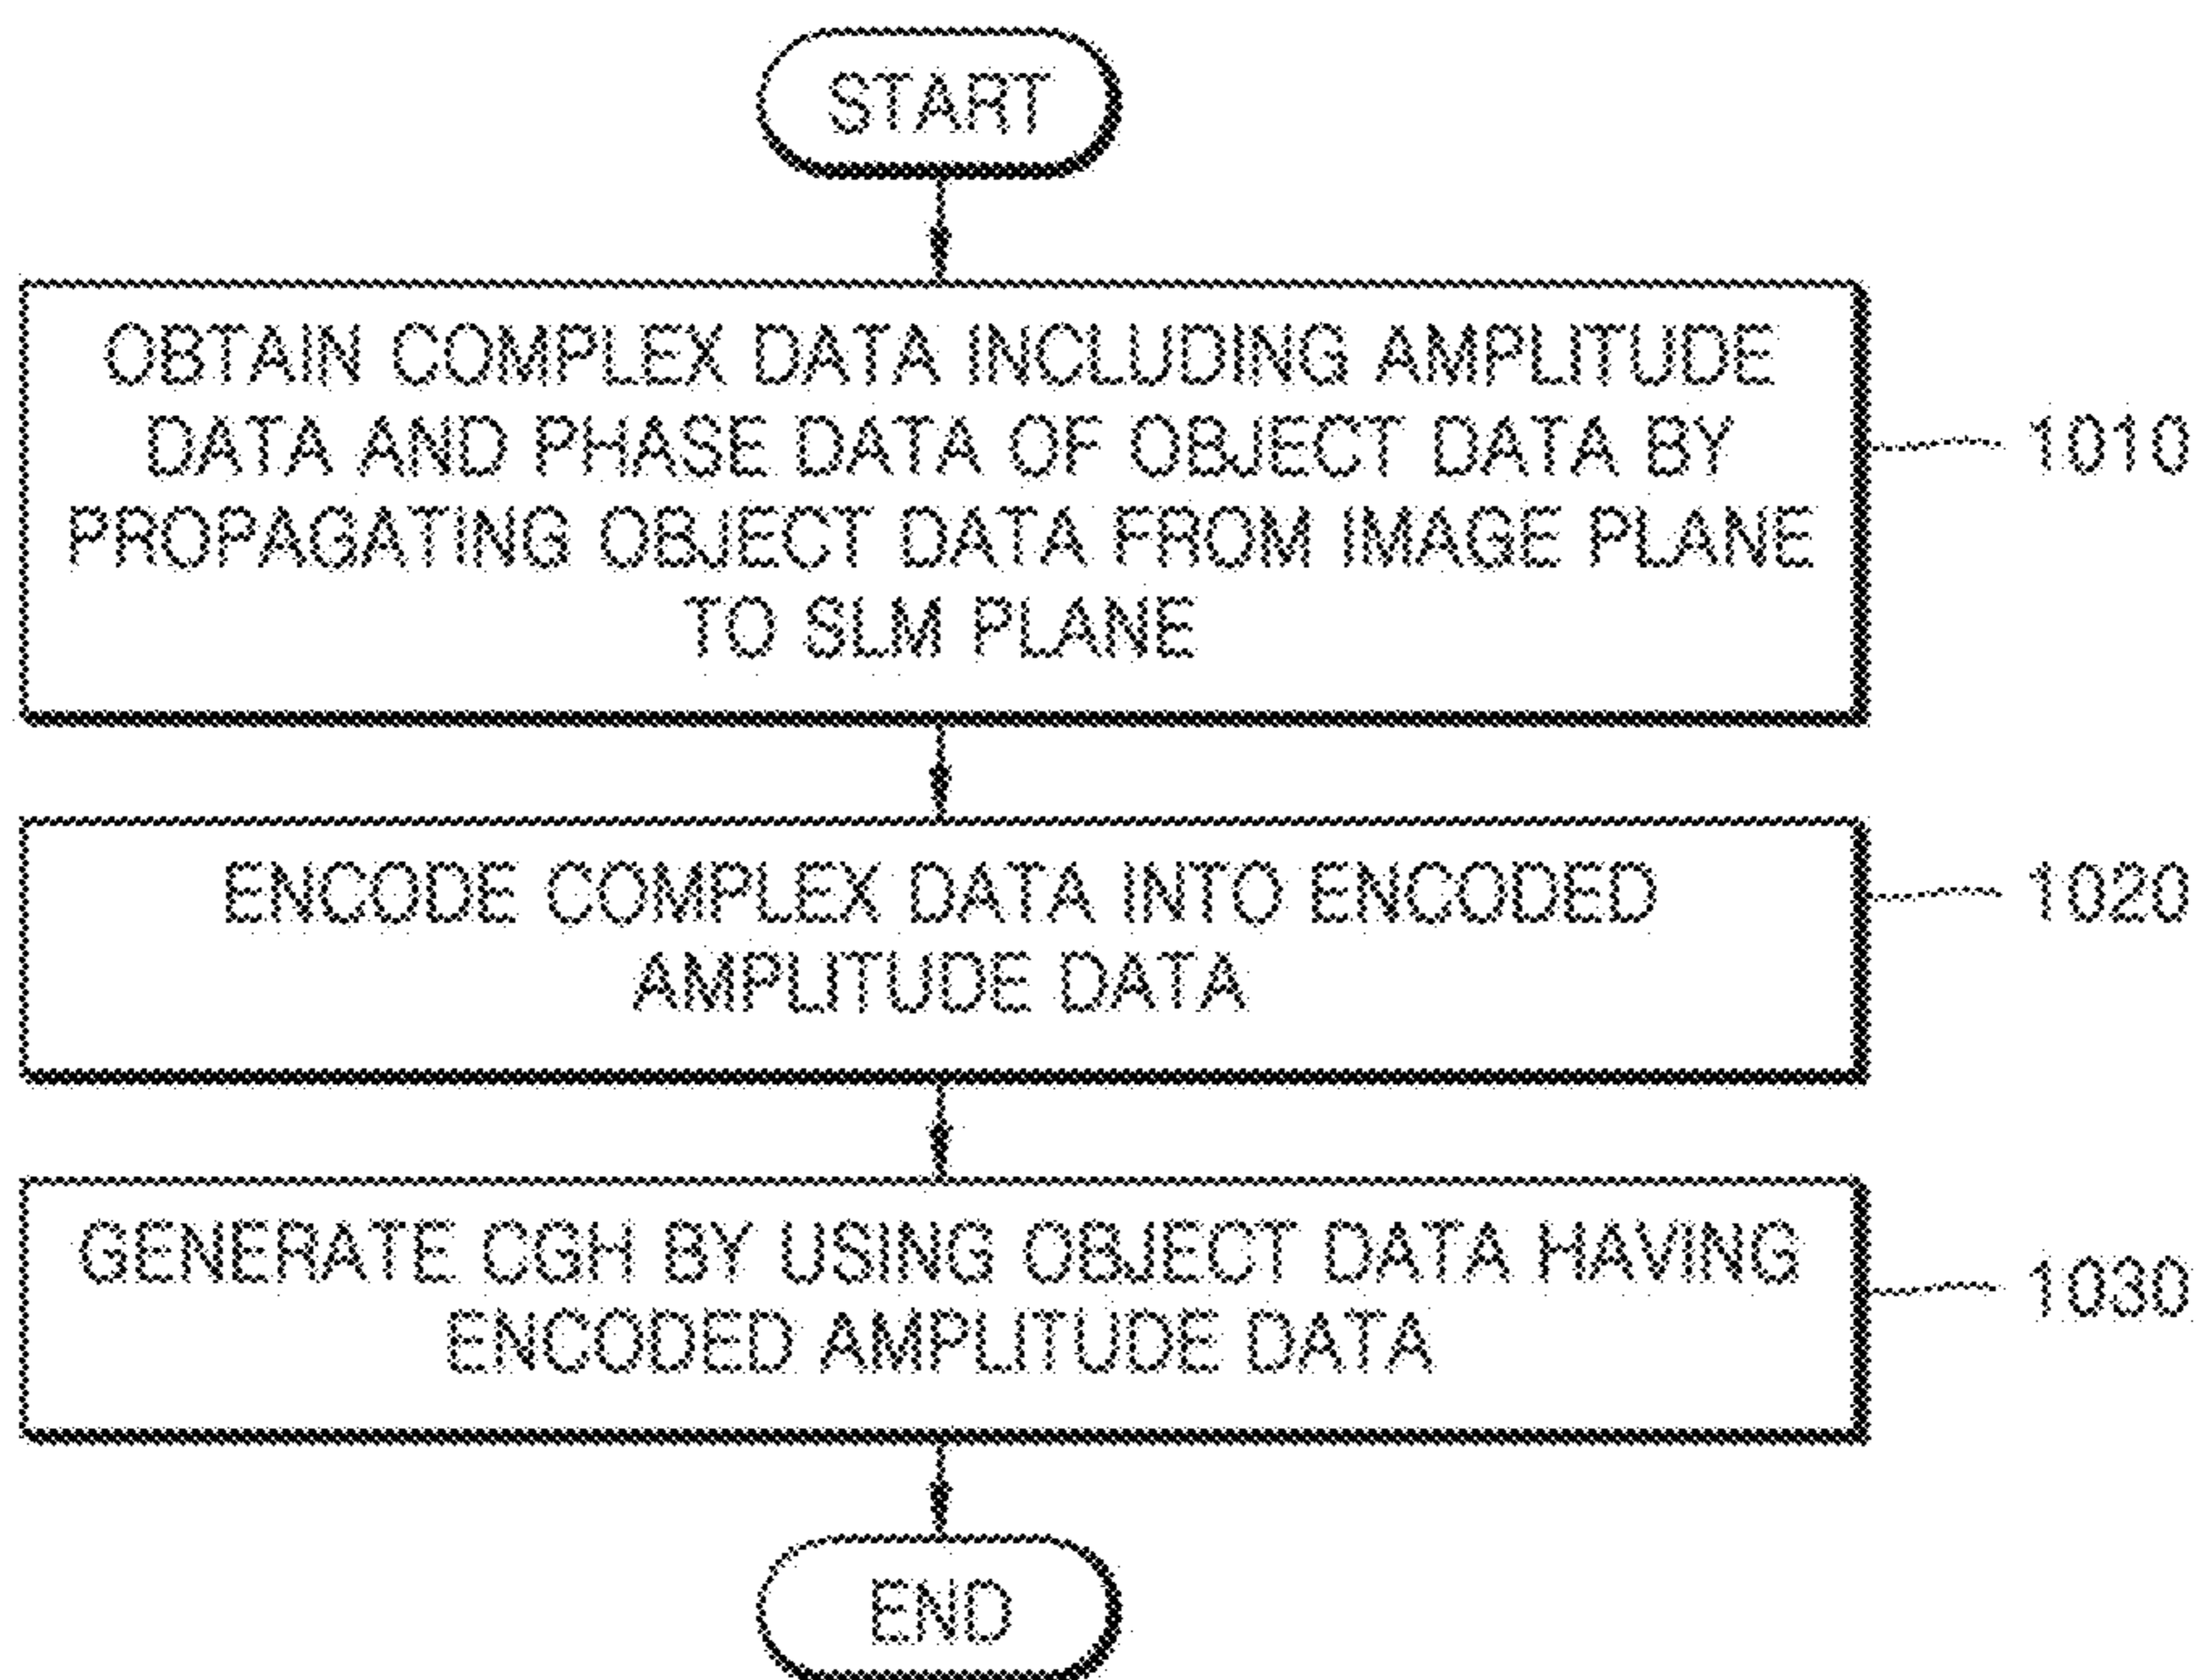 START
OBTAIN COMPLEX DATA INCLUDING AMPLITUDE
DATA AND PHASE DATA OF OBJECT DATA BY
PROPAGATING OBJECT DATA FROM IMAGE PLANE
TO SLM PLANE
1010
ENCODE COMPLEX DATA INTO ENCODED
AMPLITUDE DATA
1020
GENERATE CGH BY USING OBJECT DATA HAVING
ENCODED AMPLITUDE DATA
1030
END